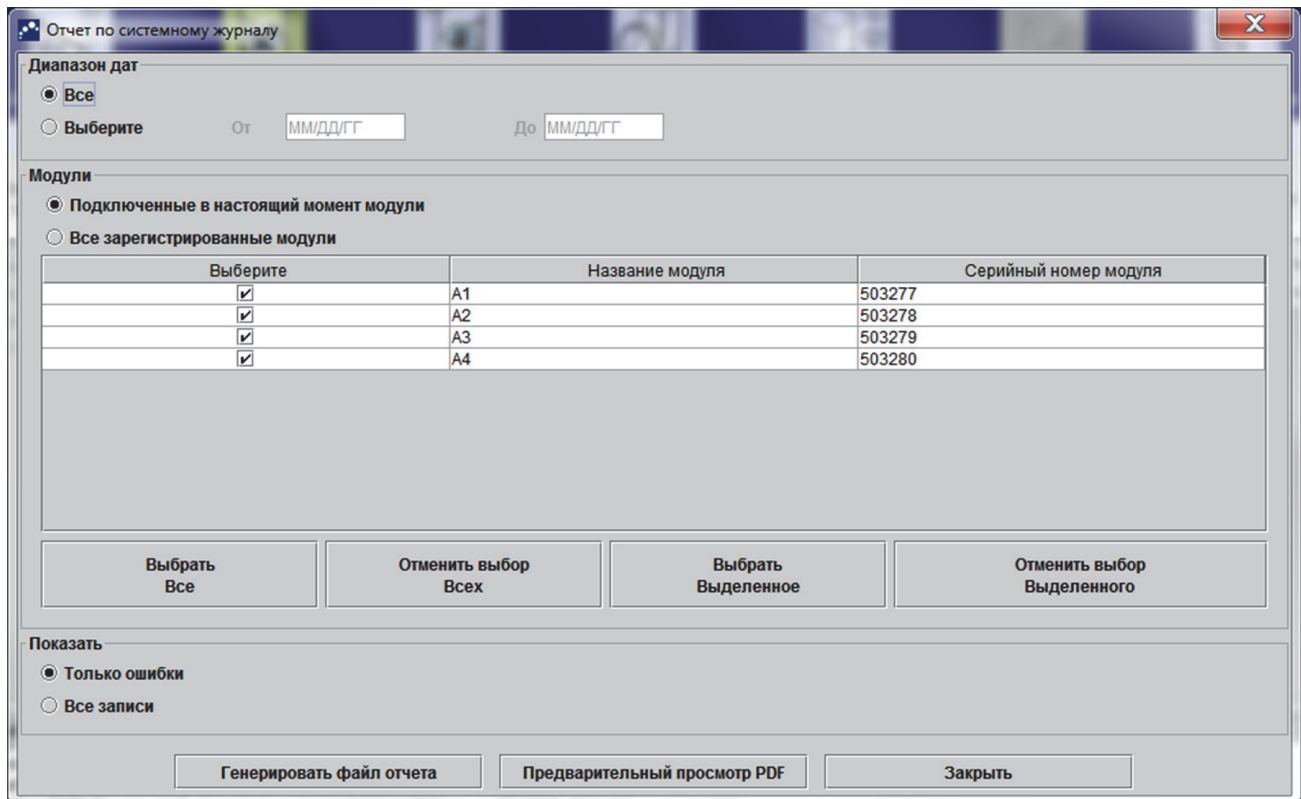 Отчет по системному журналу
Диапазон дат
Все
Выберите От ММ/ДД/ГГ До ММ/ДД/ГГ
Модули
Подключенные в настоящий момент модули
Все зарегистрированные модули
Выберите Название модуля Серийный номер модуля
A1 503277
A2 503278
A3 503279
A4 503280
Выбрать Отменить выбор Выбрать Отменить выбор
Все Всех Выделенное Выделенного
Показать
Только ошибки
Все записи
Генерировать файл отчета Предварительный просмотр PDF Закрыть